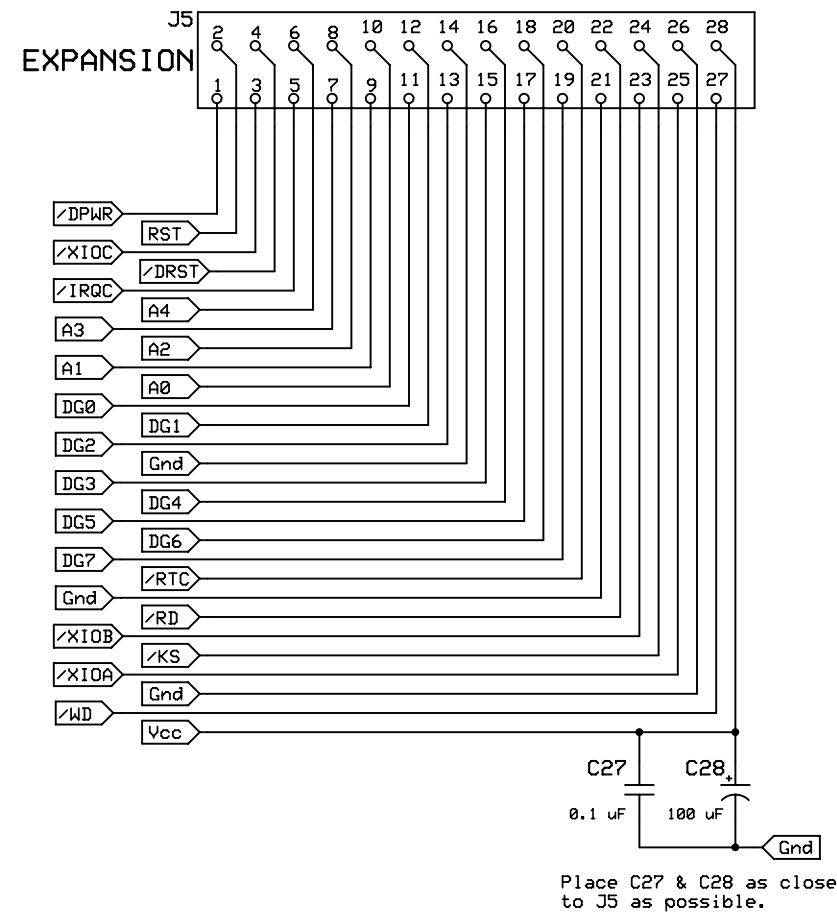 J5
EXPANSION
2 4 6 8 10 12 14 16 18 20 22 24 26 28
1 3 5 7 9 11 13 15 17 19 21 23 25 27
/DPWR
RST
/XIOC
/DRST
/IRQC
A4
A3
A2
A1
A0
DG0
DG1
DG2
Gnd
DG3
DG4
DG5
DG6
DG7
/RTC
Gnd
/RD
/XIOB
/KS
/XIOA
Gnd
/WD
Vcc
C27 C28 +
0.1 uF 100 uF
Gnd
Place C27 & C28 as close
to J5 as possible.